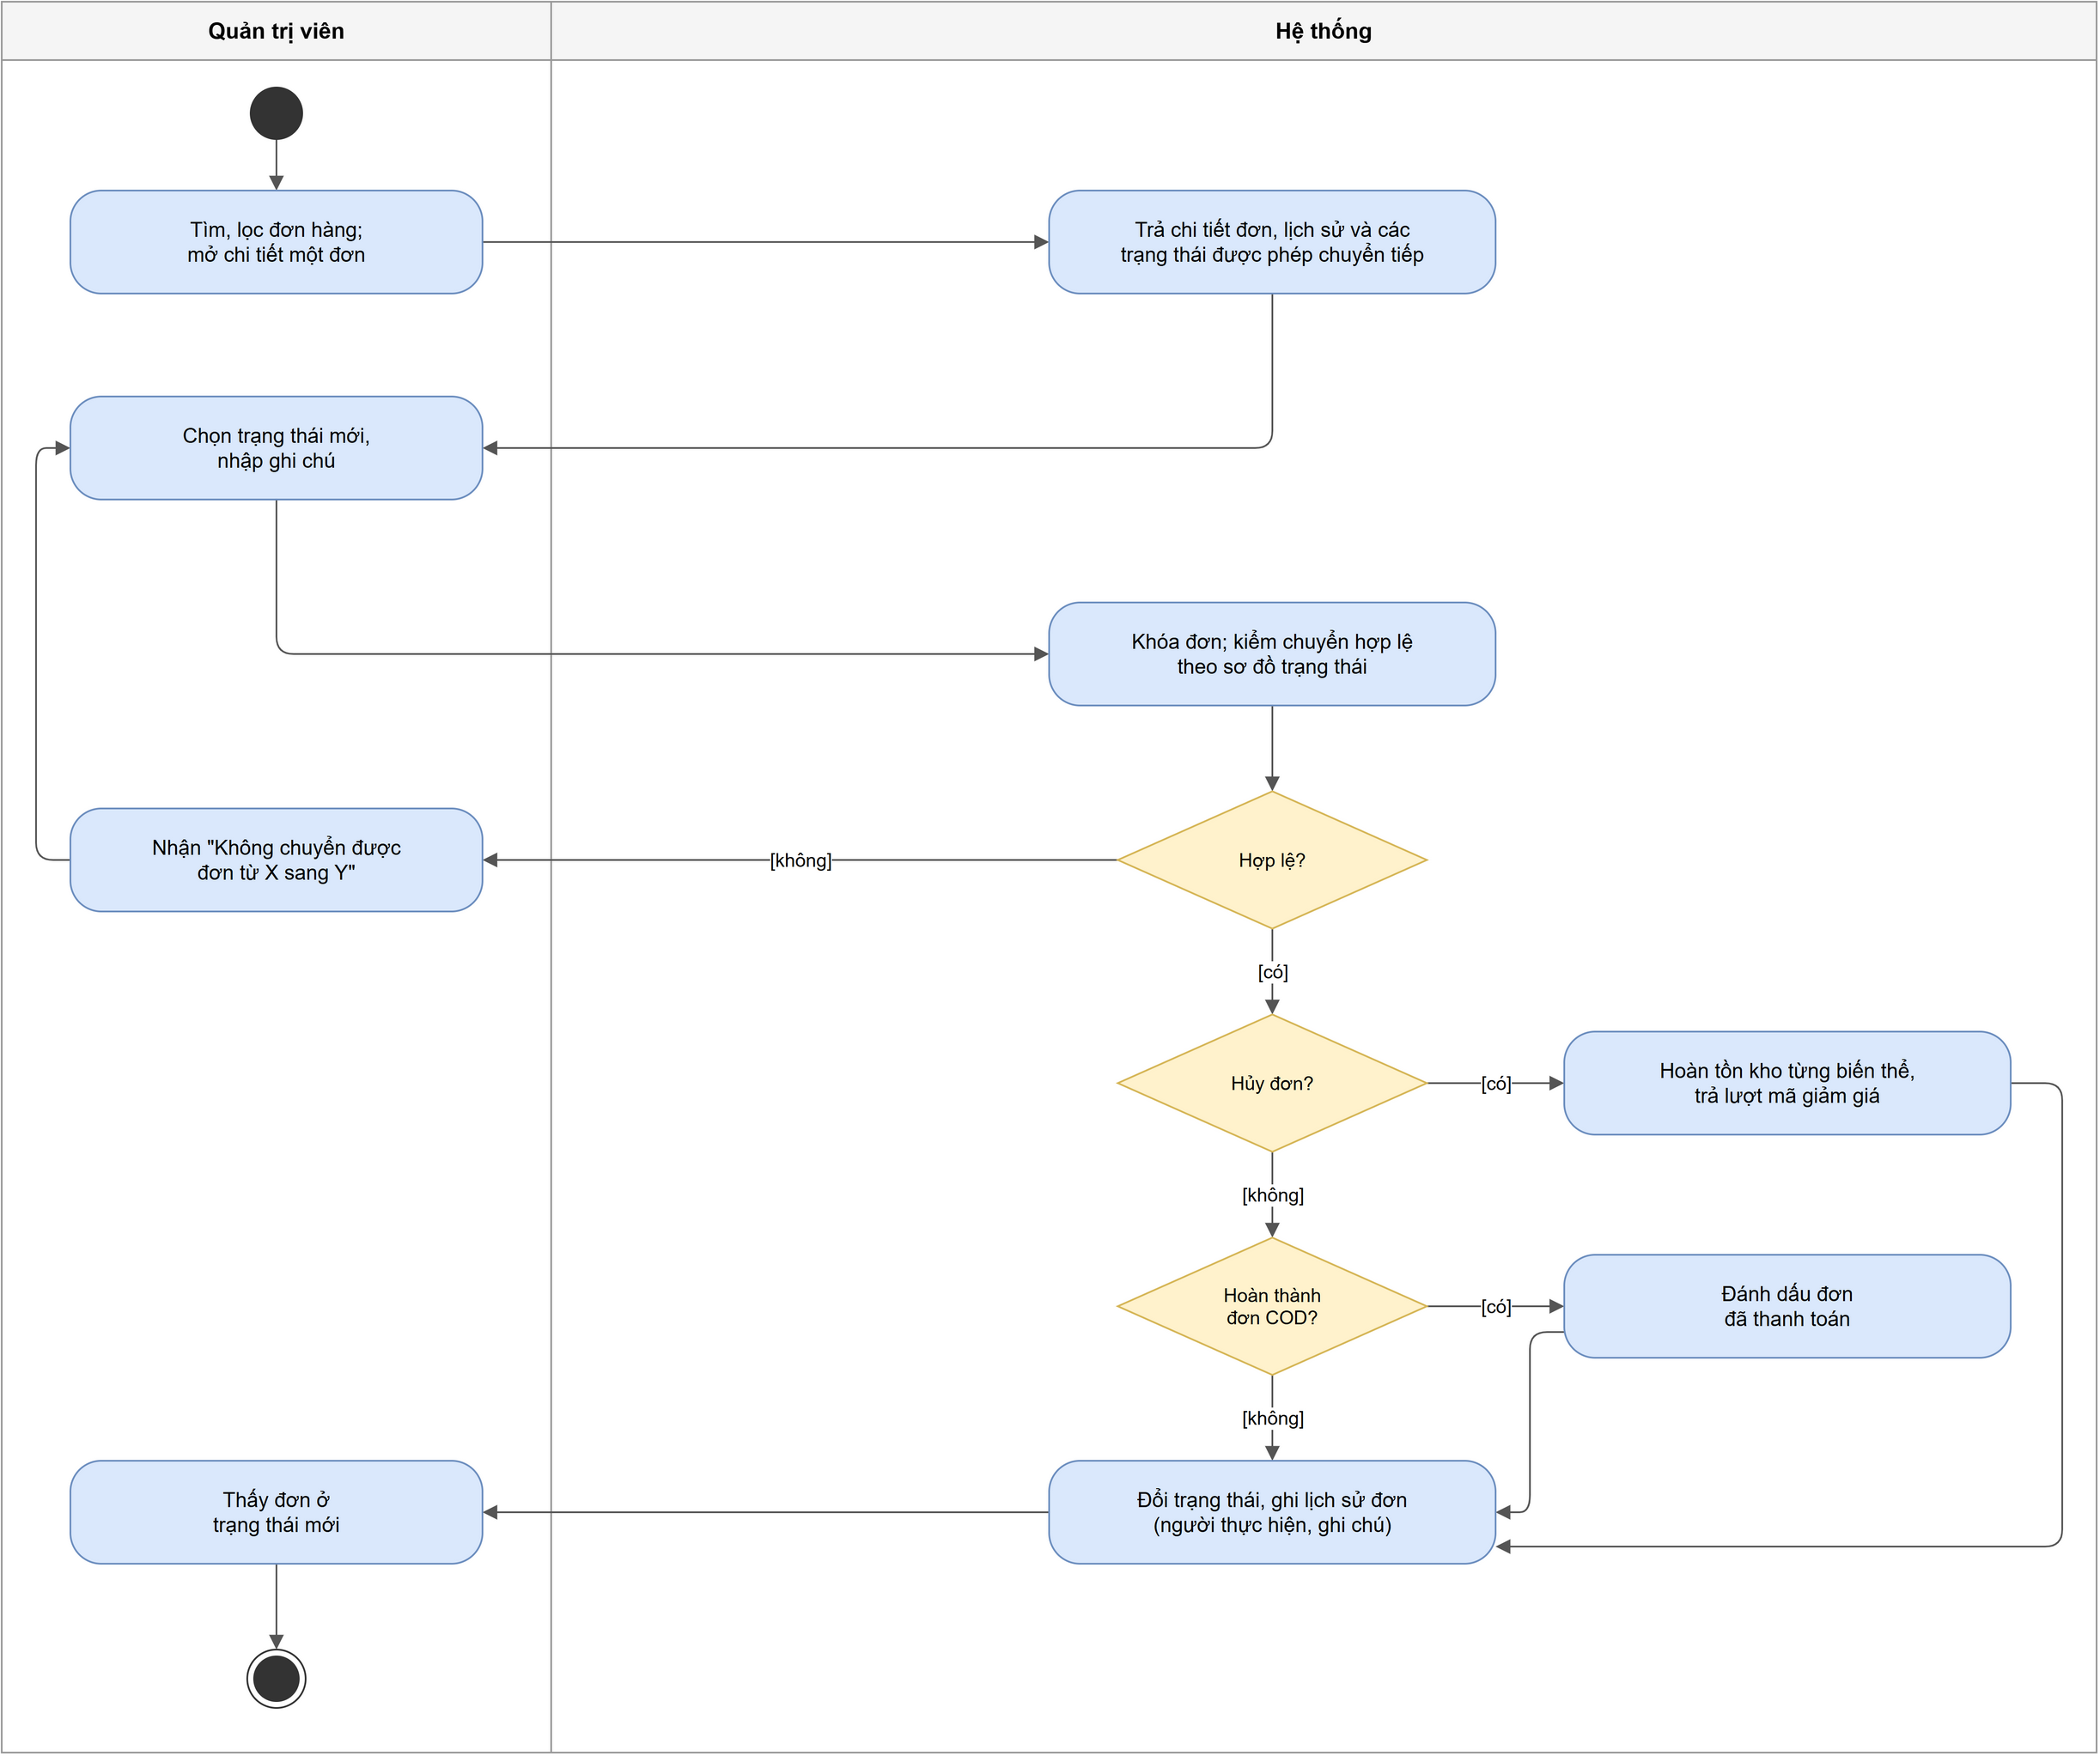 Quản trị viên
Hệ thống
Tìm, lọc đơn hàng;
mở chi tiết một đơn
Trả chi tiết đơn, lịch sử và các
trạng thái được phép chuyển tiếp
Chọn trạng thái mới,
nhập ghi chú
Khóa đơn; kiểm chuyển hợp lệ
theo sơ đồ trạng thái
Nhận "Không chuyển được
đơn từ X sang Y"
[không]
Hợp lệ?
[có]
Hủy đơn?
[có]
Hoàn tồn kho từng biến thể,
trả lượt mã giảm giá
[không]
Hoàn thành
đơn COD?
[có]
Đánh dấu đơn
đã thanh toán
[không]
Thấy đơn ở
trạng thái mới
Đổi trạng thái, ghi lịch sử đơn
(người thực hiện, ghi chú)